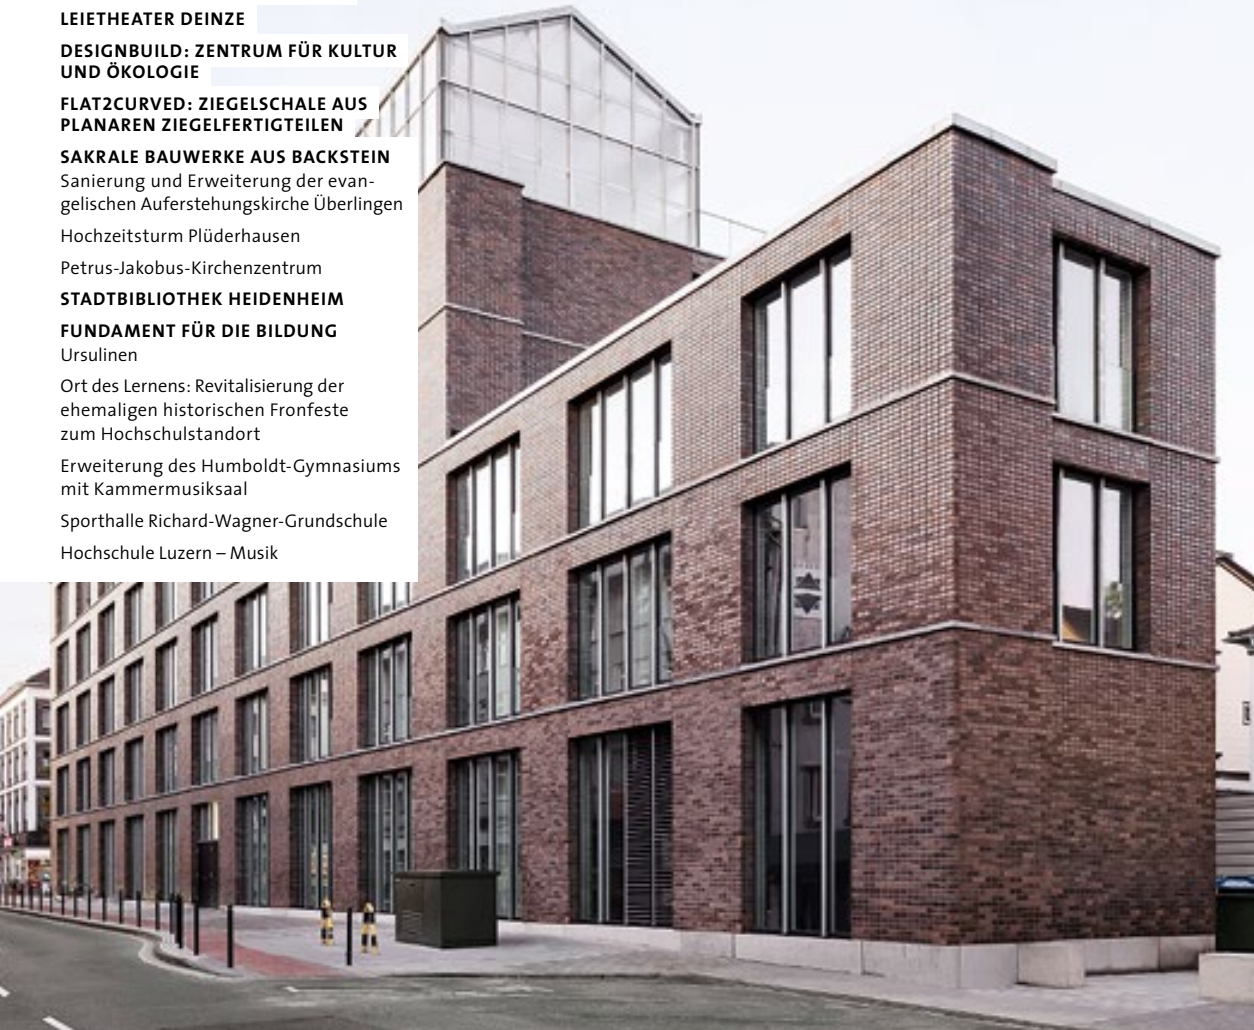 LEIETHEATER DEINZE
DESIGNBUILD: ZENTRUM FÜR KULTUR
UND ÖKOLOGIE
FLAT2CURVED: ZIEGELSCHALE AUS
PLANAREN ZIEGELFERTIGTEILEN
SAKRALE BAUWERKE AUS BACKSTEIN
Sanierung und Erweiterung der evan-
gelischen Auferstehungskirche Überlingen
Hochzeitsturm Plüderhausen
Petrus-Jakobus-Kirchenzentrum
STADTBIBLIOTHEK HEIDENHEIM
FUNDAMENT FÜR DIE BILDUNG
Ursulinen
Ort des Lernens: Revitalisierung der
ehemaligen historischen Fronfeste
zum Hochschulstandort
Erweiterung des Humboldt-Gymnasiums
mit Kammermusiksaal
Sporthalle Richard-Wagner-Grundschule
Hochschule Luzern – Musik